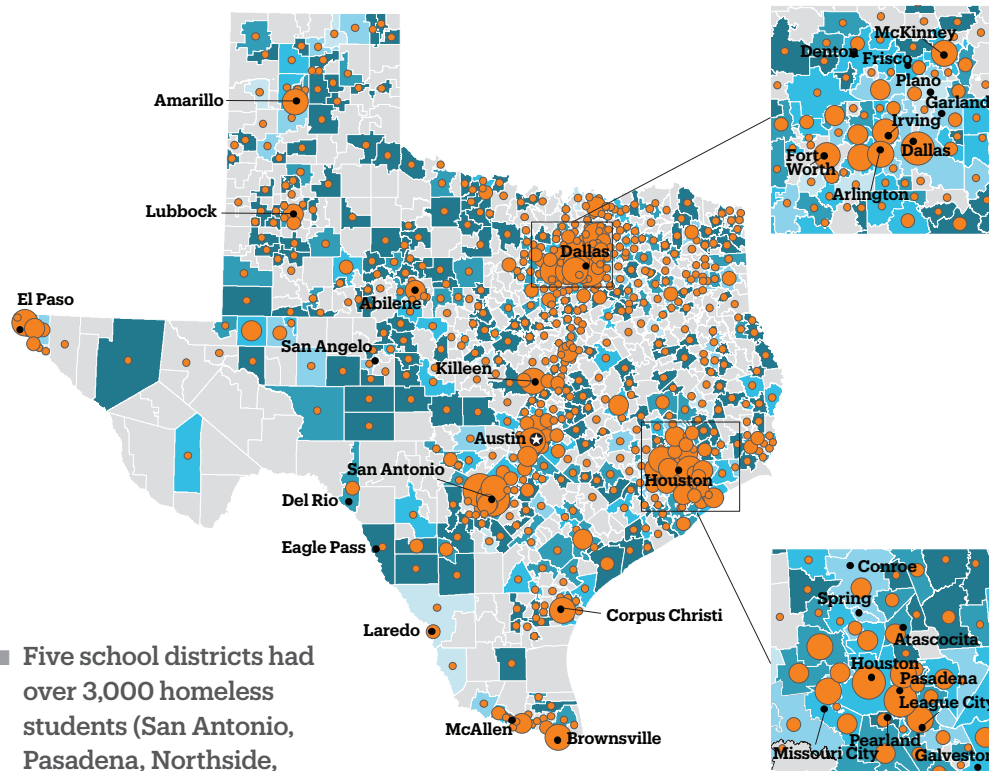 Amarillo
Lubbock
Dallas
El Paso
Abilene
San Angelo
Killeen
Austin
San Antonio
Houston
Del Rio
Eagle Pass
Corpus Christi
Laredo
McAllen
Brownsville
McKinney
Denton
Frisco
Plano
Garland
Irving
Dallas
Fort
Worth
Arlington
Conroe
Spring
Atascocita
Houston
Pasadena
League City
Pearland
Missouri City
Galveston
Five school districts had
over 3,000 homeless
students (San Antonio,
Pasadena, Northside,